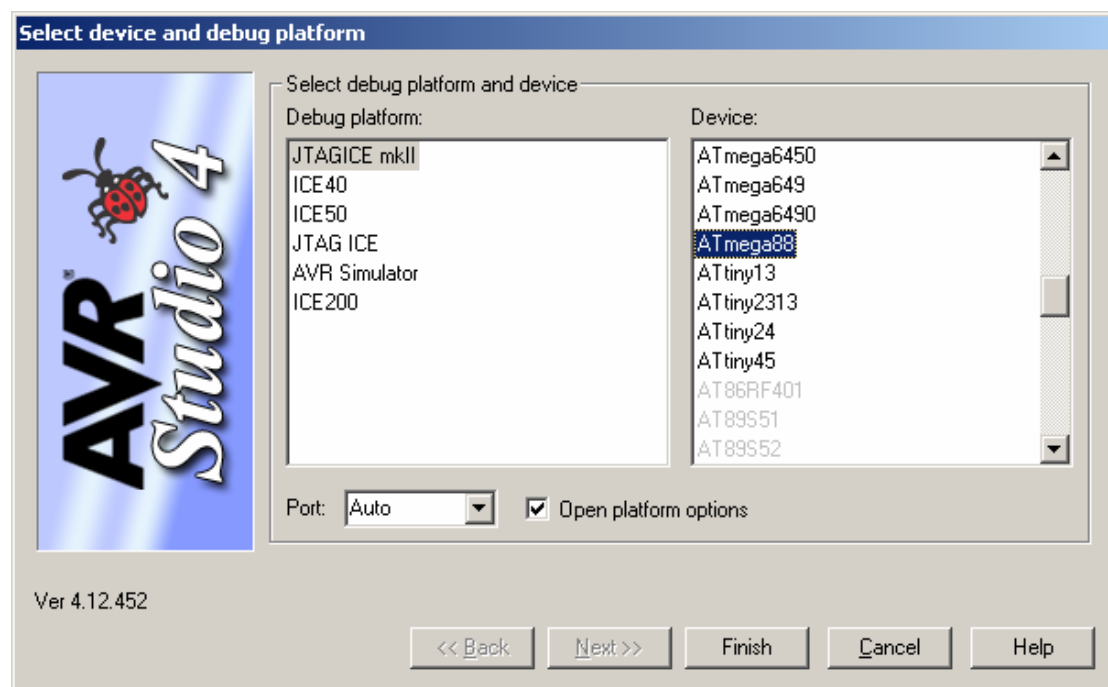 Select device and debug platform
AVR®
Studio 4
Select debug platform and device
Debug platform:
JTAGICE mkII
ICE40
ICE50
JTAG ICE
AVR Simulator
ICE200
Device:
ATmega6450
ATmega649
ATmega6490
ATmega88
ATtiny13
ATtiny2313
ATtiny24
ATtiny45
AT86RF401
AT89S51
AT89S52
Port: Auto Open platform options
Ver 4.12.452
<< Back Next >> Finish Cancel Help